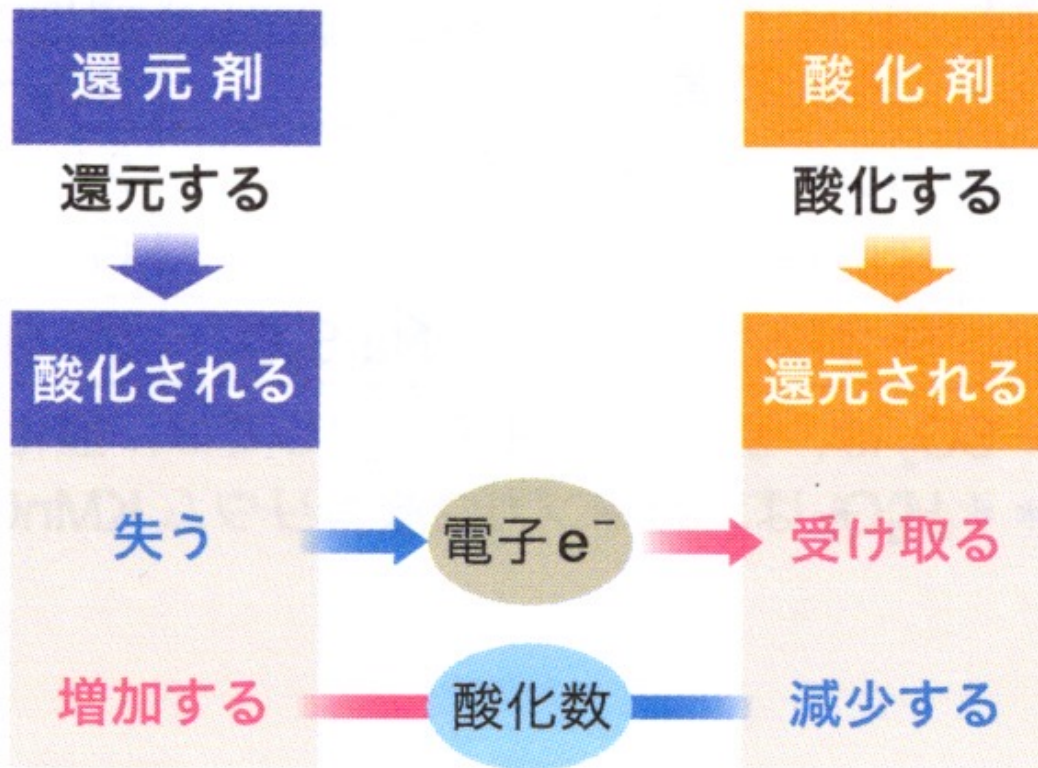 還元剤
還元する
酸化される
失う
増加する
電子e⁻
酸化数
酸化剤
酸化する
還元される
受け取る
減少する